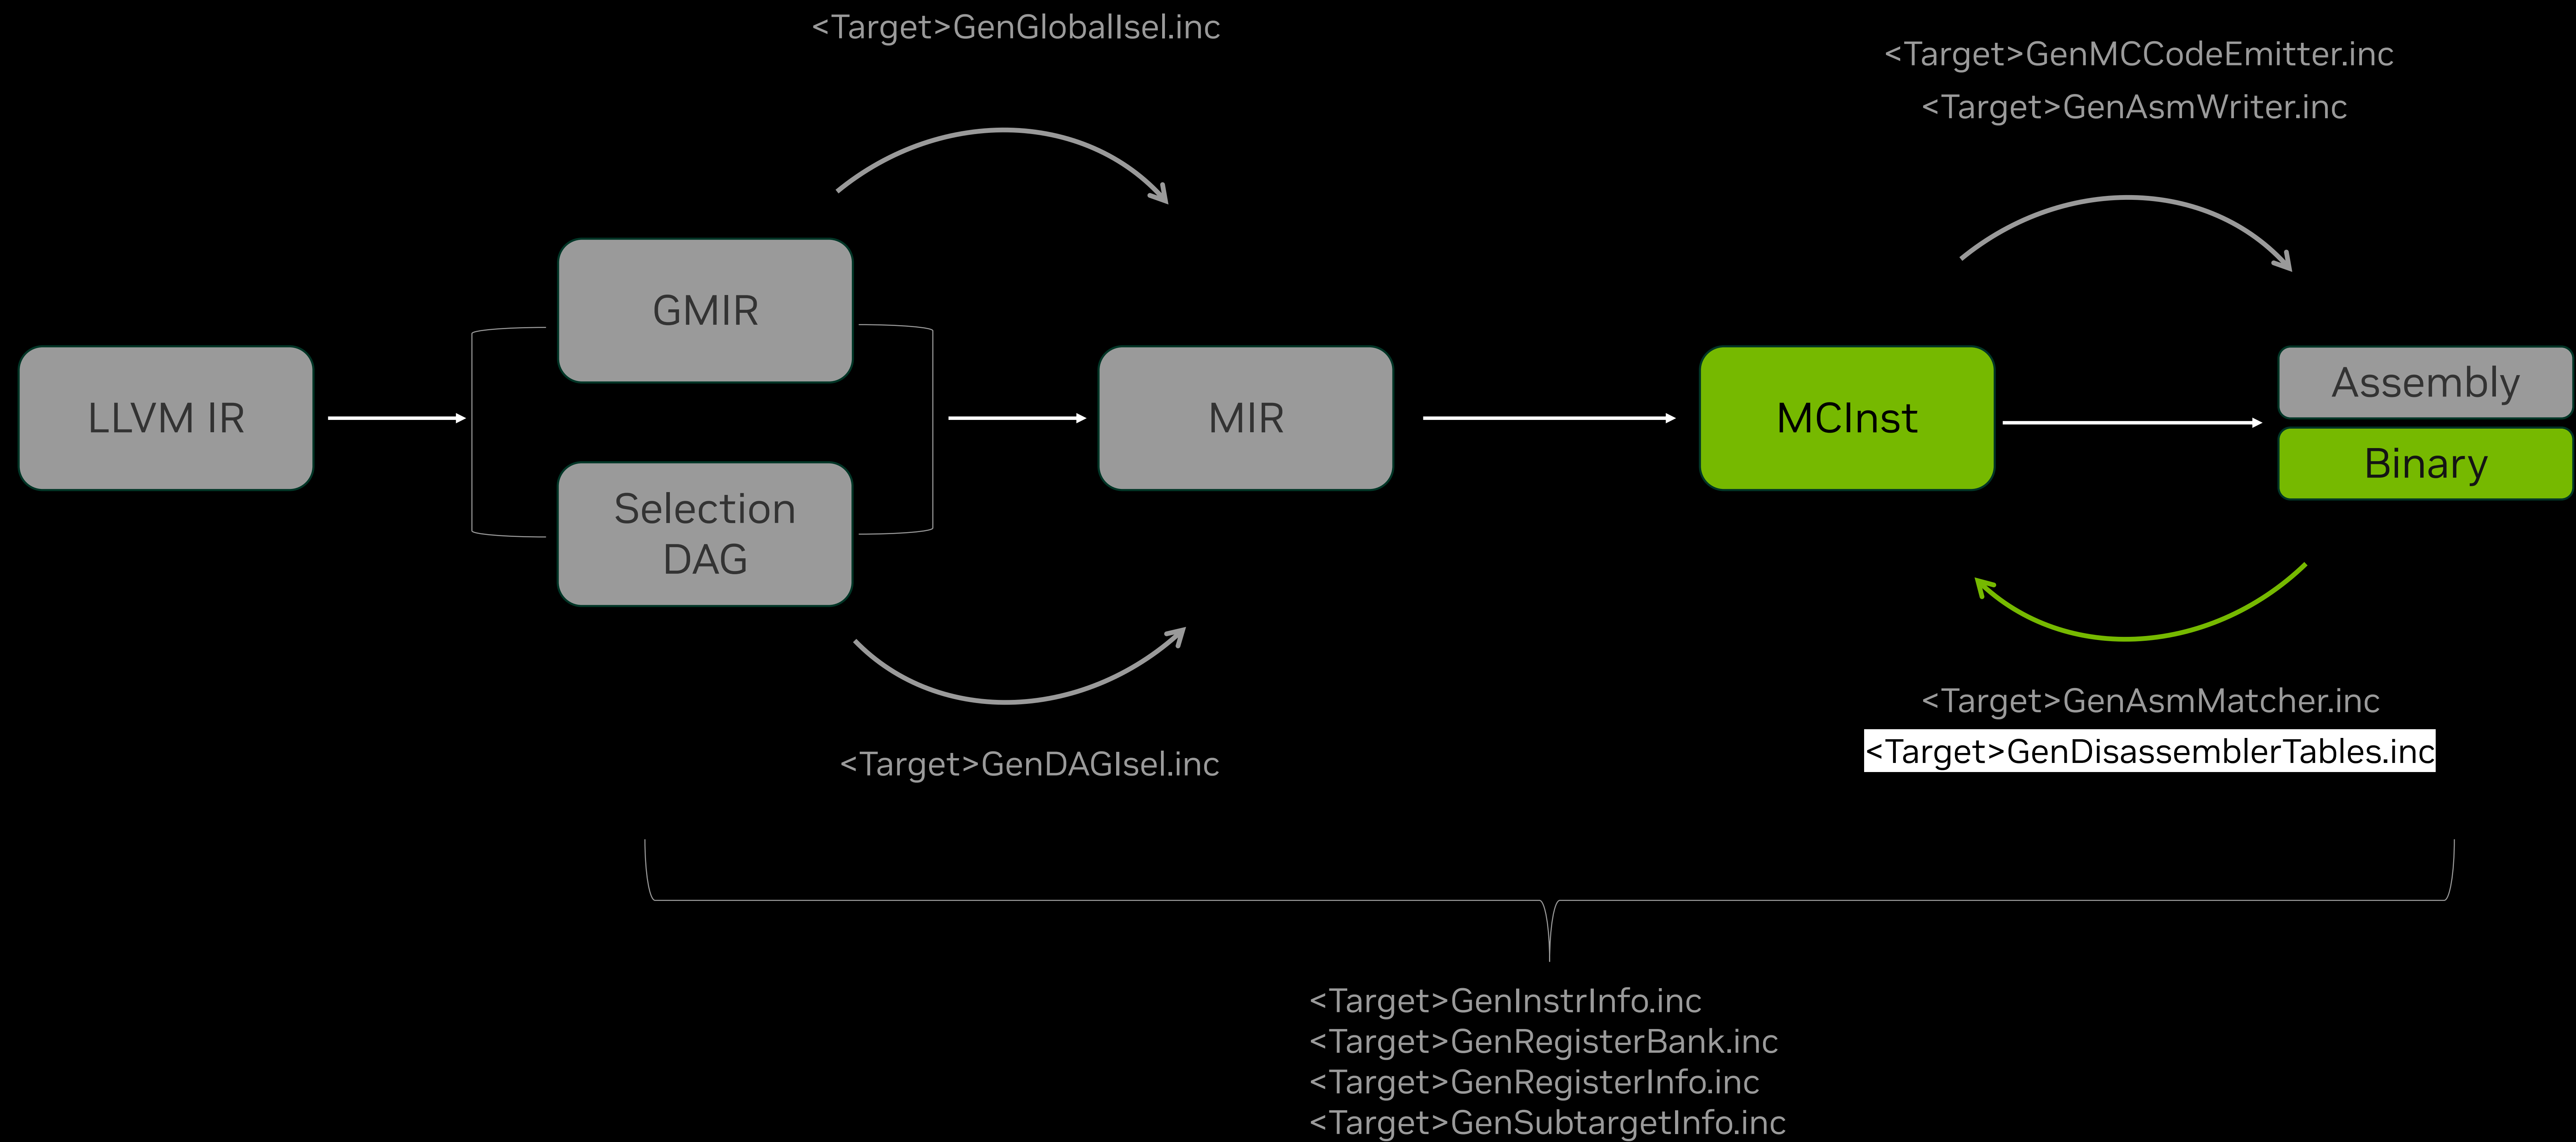 <Target>GenGlobalIsel.inc
<Target>GenMCCodeEmitter.inc
<Target>GenAsmWriter.inc
GMIR
LLVM IR
MIR
MCInst
Assembly
Binary
Selection
DAG
<Target>GenAsmMatcher.inc
<Target>GenDisassemblerTables.inc
<Target>GenDAGIsel.inc
<Target>GenInstrInfo.inc
<Target>GenRegisterBank.inc
<Target>GenRegisterInfo.inc
<Target>GenSubtargetInfo.inc